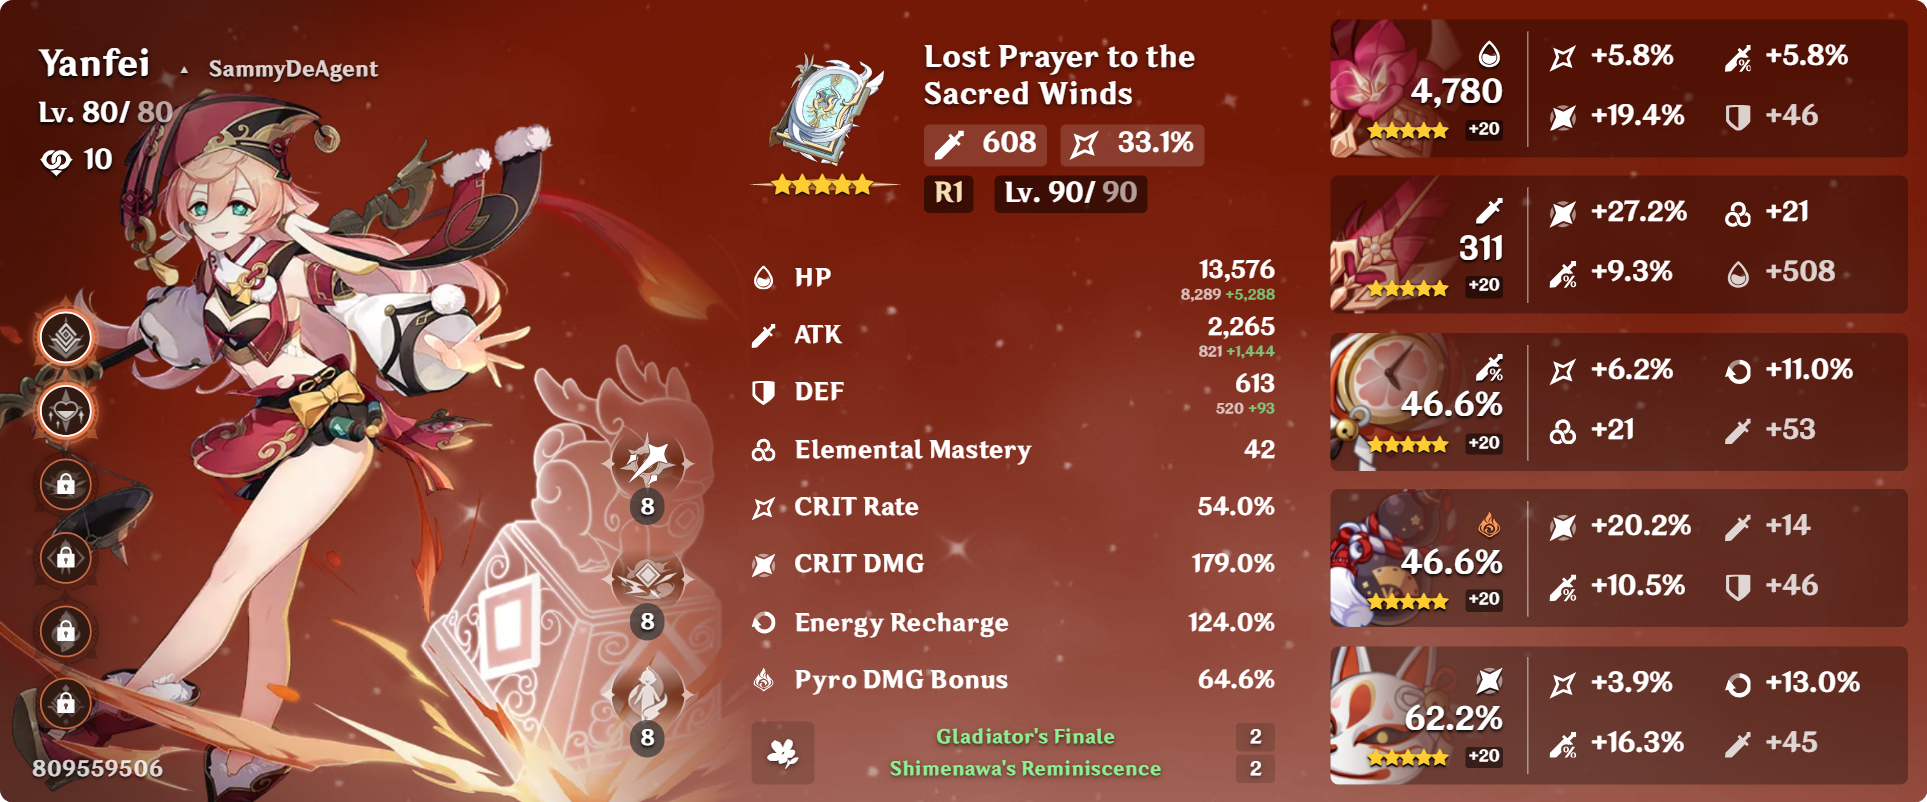 Yanfei ▲ SammyDeAgent
Lv. 80/ 80
10
8
8
8
809559506
Lost Prayer to the
Sacred Winds
608 33.1%
R1 Lv. 90/ 90
HP 13,576
8,289 +5,288
ATK 2,265
821 +1,444
DEF 613
520 +93
Elemental Mastery 42
CRIT Rate 54.0%
CRIT DMG 179.0%
Energy Recharge 124.0%
Pyro DMG Bonus 64.6%
Gladiator's Finale 2
Shimenawa's Reminiscence 2
4,780
+20
+5.8% +5.8%
+19.4% +46
311
+20
+27.2% +21
+9.3% +508
46.6%
+20
+6.2% +11.0%
+21 +53
46.6%
+20
+20.2% +14
+10.5% +46
62.2%
+20
+3.9% +13.0%
+16.3% +45